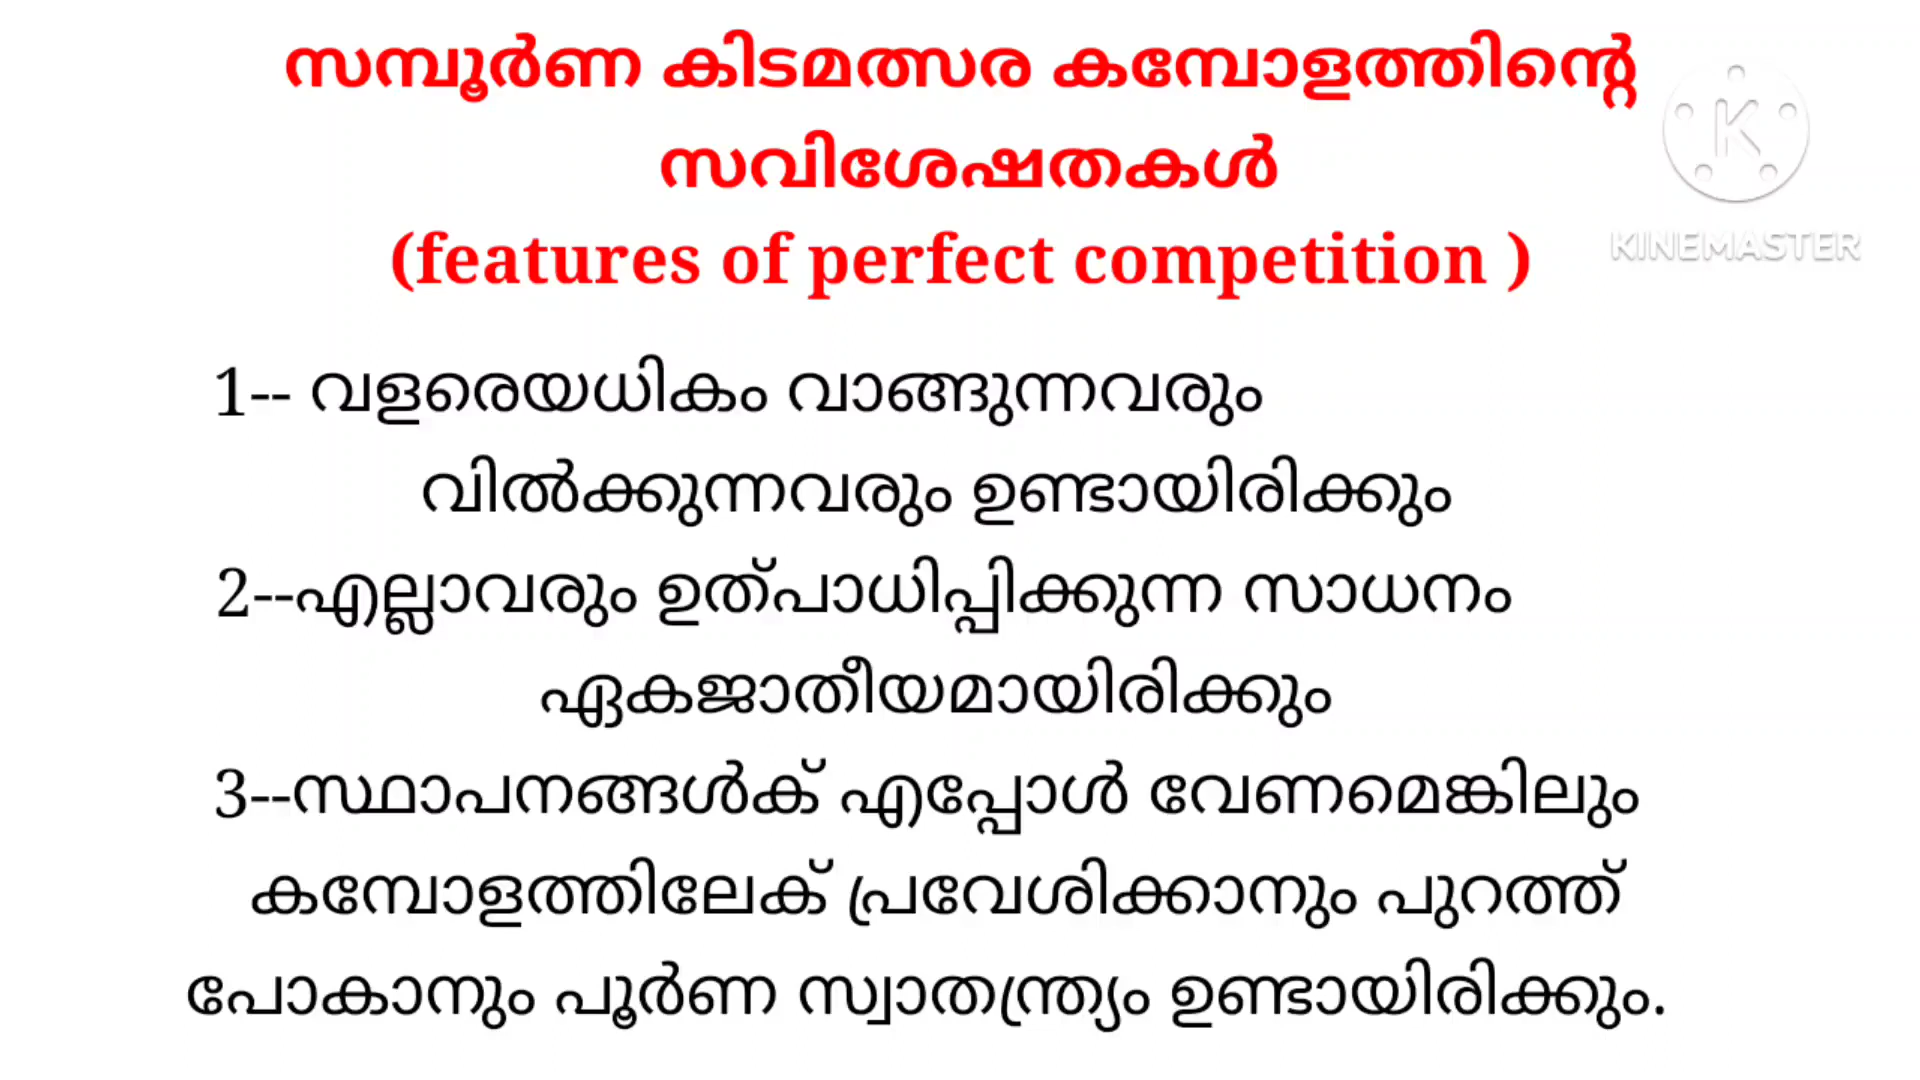 സമ്പൂർണ കിടമത്സര കമ്പോളത്തിന്റെ
സവിശേഷതകൾ
(features of perfect competition )
KINEMASTER
1-- വളരെയധികം വാങ്ങുന്നവരും
വിൽക്കുന്നവരും ഉണ്ടായിരിക്കും
2--എല്ലാവരും ഉത്പാധിപ്പിക്കുന്ന സാധനം
ഏകജാതീയമായിരിക്കും
3--സ്ഥാപനങ്ങൾക് എപ്പോൾ വേണമെങ്കിലും
കമ്പോളത്തിലേക് പ്രവേശിക്കാനും പുറത്ത്
പോകാനും പൂർണ സ്വാതന്ത്ര്യം ഉണ്ടായിരിക്കും.